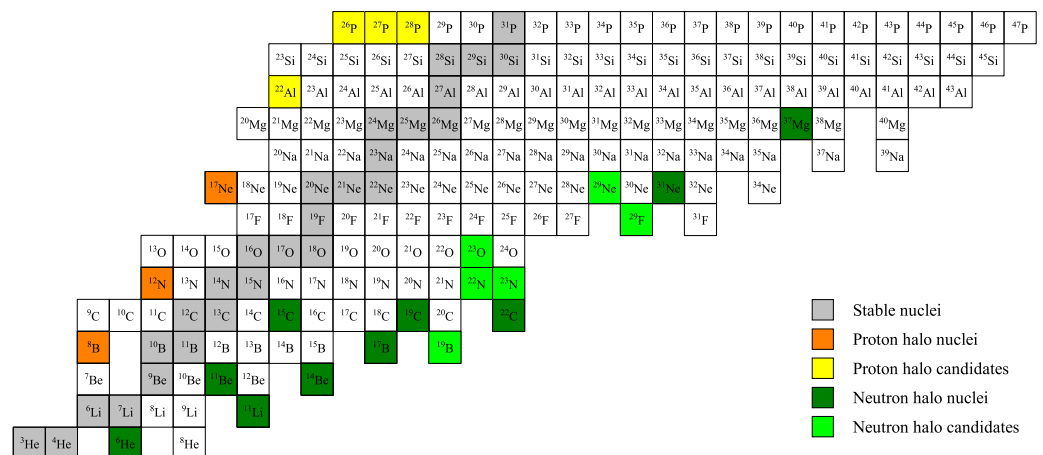 ²⁶P ²⁷P ²⁸P ²⁹P ³⁰P ³¹P ³²P ³³P ³⁴P ³⁵P ³⁶P ³⁷P ³⁸P ³⁹P ⁴⁰P ⁴¹P ⁴²P ⁴³P ⁴⁴P ⁴⁵P ⁴⁶P ⁴⁷P
²³Si ²⁴Si ²⁵Si ²⁶Si ²⁷Si ²⁸Si ²⁹Si ³⁰Si ³¹Si ³²Si ³³Si ³⁴Si ³⁵Si ³⁶Si ³⁷Si ³⁸Si ³⁹Si ⁴⁰Si ⁴¹Si ⁴²Si ⁴³Si ⁴⁴Si ⁴⁵Si
²²Al ²³Al ²⁴Al ²⁵Al ²⁶Al ²⁷Al ²⁸Al ²⁹Al ³⁰Al ³¹Al ³²Al ³³Al ³⁴Al ³⁵Al ³⁶Al ³⁷Al ³⁸Al ³⁹Al ⁴⁰Al ⁴¹Al ⁴²Al ⁴³Al
²⁰Mg ²¹Mg ²²Mg ²³Mg ²⁴Mg ²⁵Mg ²⁶Mg ²⁷Mg ²⁸Mg ²⁹Mg ³⁰Mg ³¹Mg ³²Mg ³³Mg ³⁴Mg ³⁵Mg ³⁶Mg ³⁷Mg ³⁸Mg ⁴⁰Mg
²⁰Na ²¹Na ²²Na ²³Na ²⁴Na ²⁵Na ²⁶Na ²⁷Na ²⁸Na ²⁹Na ³⁰Na ³¹Na ³²Na ³³Na ³⁴Na ³⁵Na ³⁷Na ³⁹Na
¹⁷Ne ¹⁸Ne ¹⁹Ne ²⁰Ne ²¹Ne ²²Ne ²³Ne ²⁴Ne ²⁵Ne ²⁶Ne ²⁷Ne ²⁸Ne ²⁹Ne ³⁰Ne ³¹Ne ³²Ne ³⁴Ne
¹⁷F ¹⁸F ¹⁹F ²⁰F ²¹F ²²F ²³F ²⁴F ²⁵F ²⁶F ²⁷F ²⁹F ³¹F
¹³O ¹⁴O ¹⁵O ¹⁶O ¹⁷O ¹⁸O ¹⁹O ²⁰O ²¹O ²²O ²³O ²⁴O
¹²N ¹³N ¹⁴N ¹⁵N ¹⁶N ¹⁷N ¹⁸N ¹⁹N ²⁰N ²¹N ²²N ²³N
⁹C ¹⁰C ¹¹C ¹²C ¹³C ¹⁴C ¹⁵C ¹⁶C ¹⁷C ¹⁸C ¹⁹C ²⁰C ²²C
⁸B ¹⁰B ¹¹B ¹²B ¹³B ¹⁴B ¹⁵B ¹⁷B ¹⁹B
⁷Be ⁹Be ¹⁰Be ¹¹Be ¹²Be ¹⁴Be
⁶Li ⁷Li ⁸Li ⁹Li ¹¹Li
³He ⁴He ⁶He ⁸He
Stable nuclei
Proton halo nuclei
Proton halo candidates
Neutron halo nuclei
Neutron halo candidates